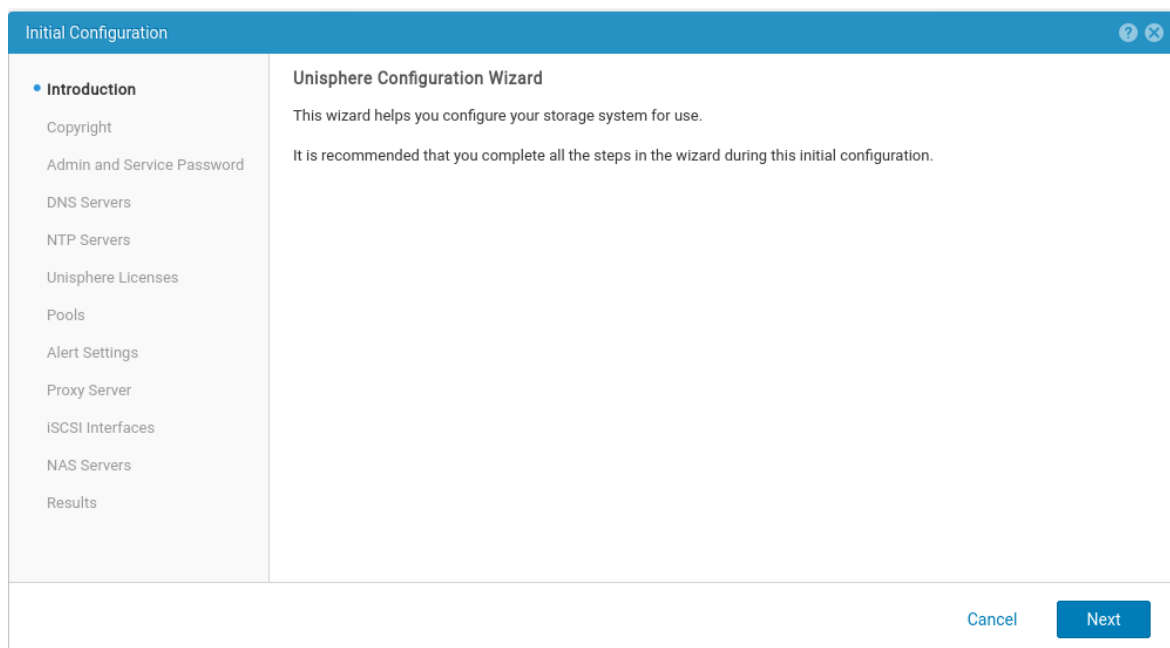 Initial Configuration
Introduction
Copyright
Admin and Service Password
DNS Servers
NTP Servers
Unisphere Licenses
Pools
Alert Settings
Proxy Server
iSCSI Interfaces
NAS Servers
Results
Unisphere Configuration Wizard
This wizard helps you configure your storage system for use.
It is recommended that you complete all the steps in the wizard during this initial configuration.
Cancel
Next